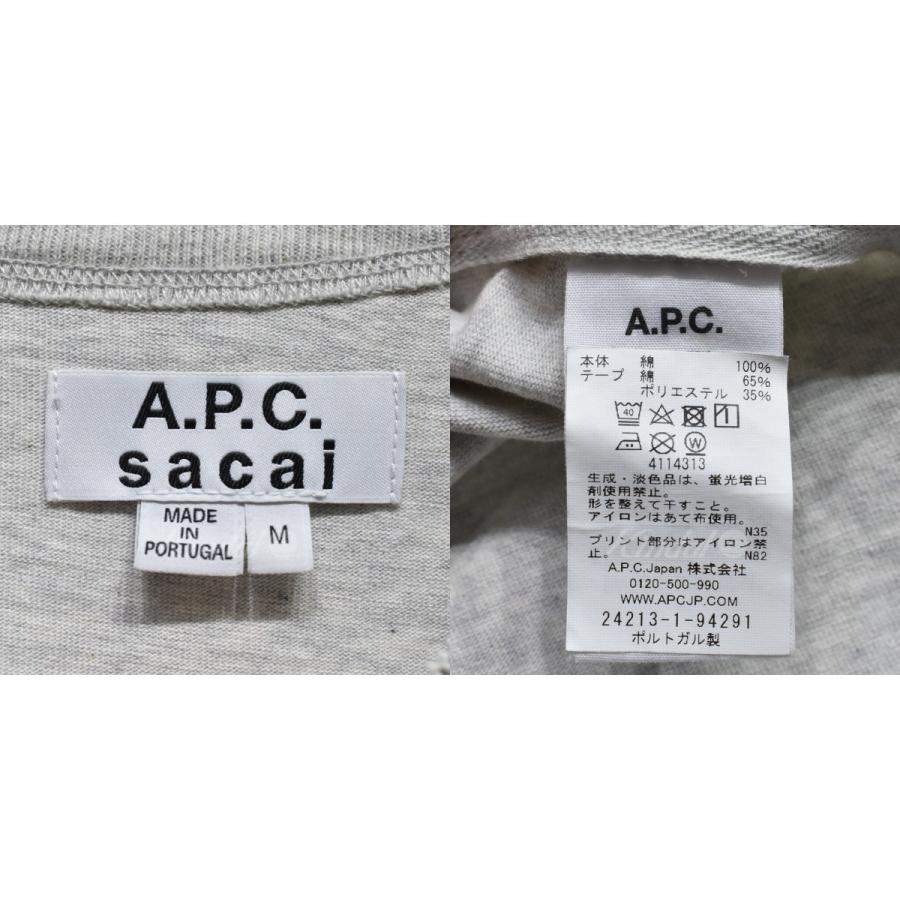 A.P.C.
sacai
MADE
IN
PORTUGAL
M
A.P.C.
本体 綿 100%
テープ 綿 65%
ポリエステル 35%
40
1
W
4114313
生成・淡色品は、蛍光増白
剤使用禁止。
形を整えて干すこと。
アイロンはあて布使用。
N35
プリント部分はアイロン禁
止。 N82
A.P.C.Japan 株式会社
0120-500-990
WWW.APCJP.COM
24213-1-94291
ポルトガル製